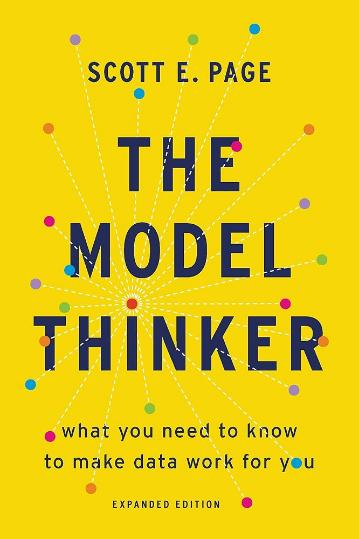 SCOTT E. PAGE
THE
MODEL
THINKER
what you need to know
to make data work for you
EXPANDED EDITION